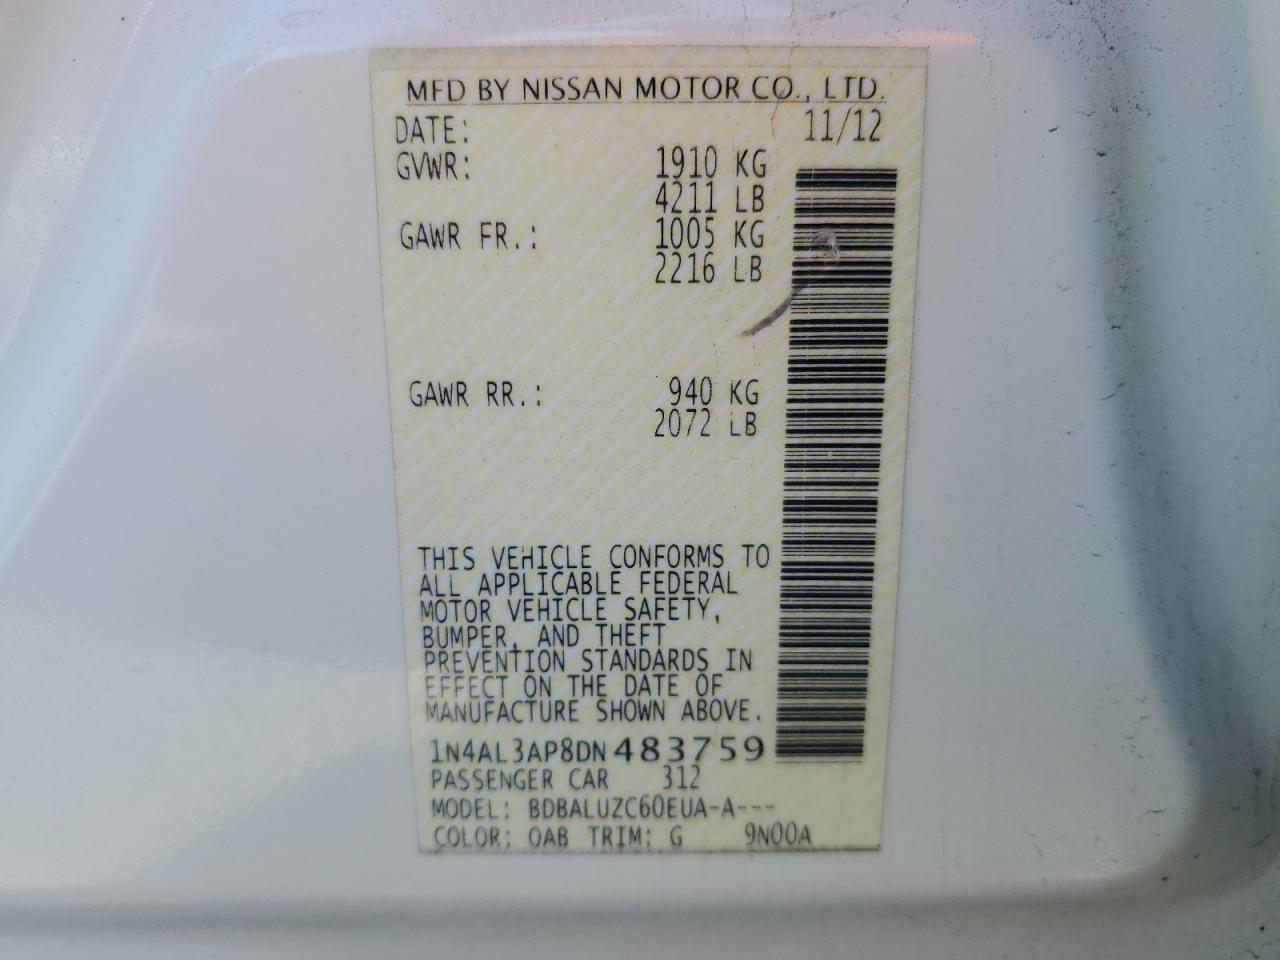 MFD BY NISSAN MOTOR CO., LTD.
DATE: 11/12
GVWR: 1910 KG
4211 LB
GAWR FR.: 1005 KG
2216 LB
GAWR RR.: 940 KG
2072 LB
THIS VEHICLE CONFORMS TO
ALL APPLICABLE FEDERAL
MOTOR VEHICLE SAFETY,
BUMPER, AND THEFT
PREVENTION STANDARDS IN
EFFECT ON THE DATE OF
MANUFACTURE SHOWN ABOVE.
1N4AL3AP8DN483759
PASSENGER CAR 312
MODEL: BDBALUZC60EUA-A---
COLOR: QAB TRIM: G 9N00A